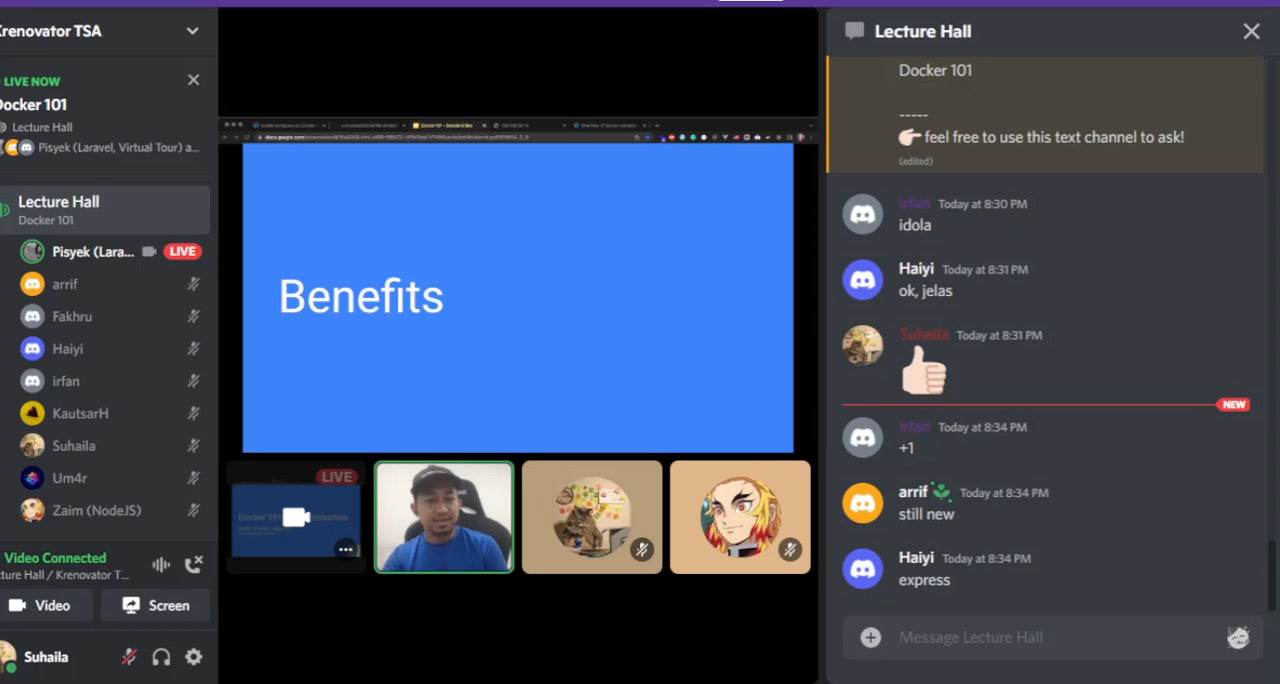 Krenovator TSA
LIVE NOW
Docker 101
Lecture Hall
Pisyek (Laravel, Virtual Tour) a...
Lecture Hall
Docker 101
Pisyek (Lara...
LIVE
arrif
Fakhru
Haiyi
irfan
KautsarH
Suhaila
Um4r
Zaim (NodeJS)
Video Connected
cture Hall / Krenovator T...
Video
Screen
Suhaila
Benefits
LIVE
Docker 101
Lecture Hall
Docker 101
-----
feel free to use this text channel to ask!
(edited)
irfan Today at 8:30 PM
idola
Haiyi Today at 8:31 PM
ok, jelas
Suhaila Today at 8:31 PM
NEW
irfan Today at 8:34 PM
+1
arrif Today at 8:34 PM
still new
Haiyi Today at 8:34 PM
express
Message Lecture Hall